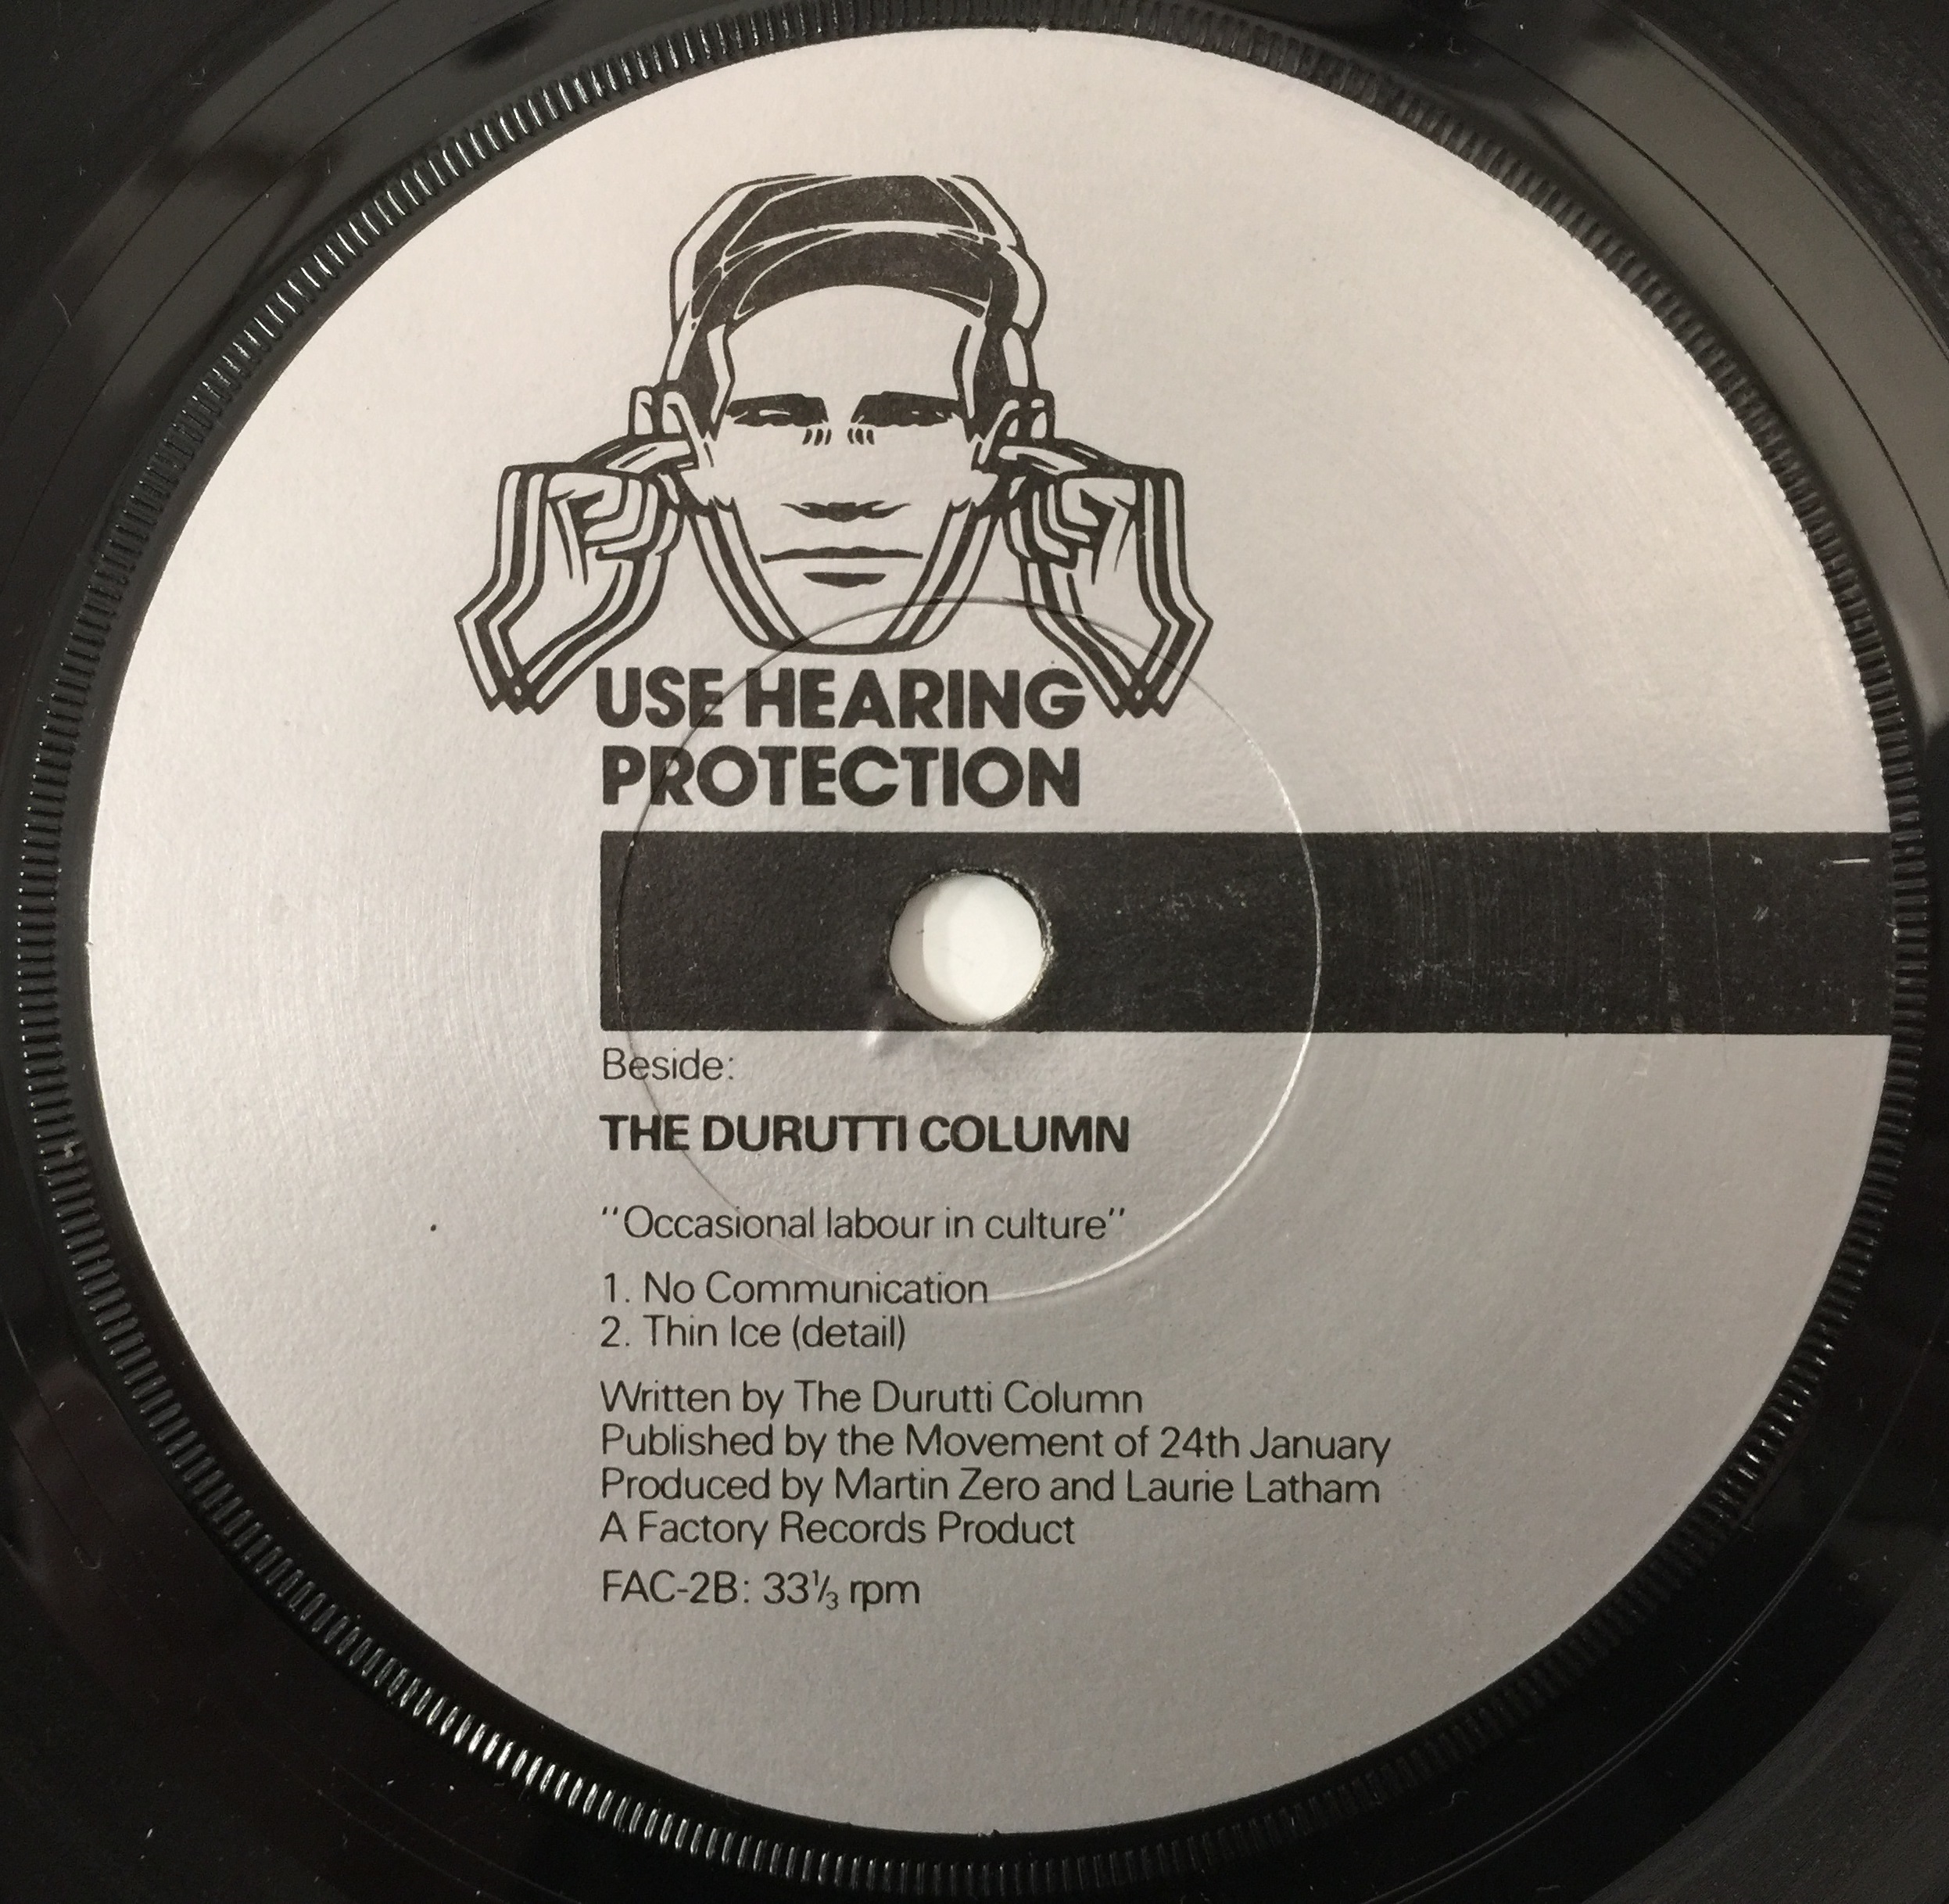 USE HEARING
PROTECTION
Beside:
THE DURUTTI COLUMN
"Occasional labour in culture"
1. No Communication
2. Thin Ice (detail)
Written by The Durutti Column
Published by the Movement of 24th January
Produced by Martin Zero and Laurie Latham
A Factory Records Product
FAC-2B: 33⅓ rpm